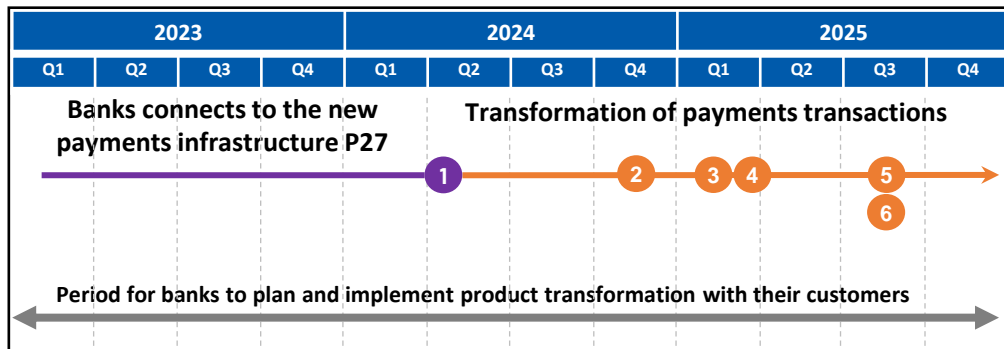 2023 2024 2025
Q1 Q2 Q3 Q4 Q1 Q2 Q3 Q4 Q1 Q2 Q3 Q4
Banks connects to the new
payments infrastructure P27
Transformation of payments transactions
1 2 3 4 5
6
Period for banks to plan and implement product transformation with their customers